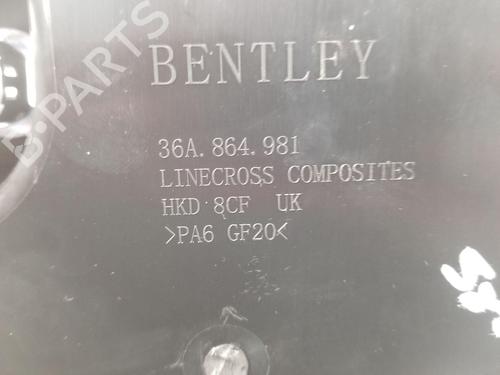 BENTLEY
36A.864.981
LINECROSS COMPOSITES
HKD 8CF UK
>PA6 GF20<
B-PARTS